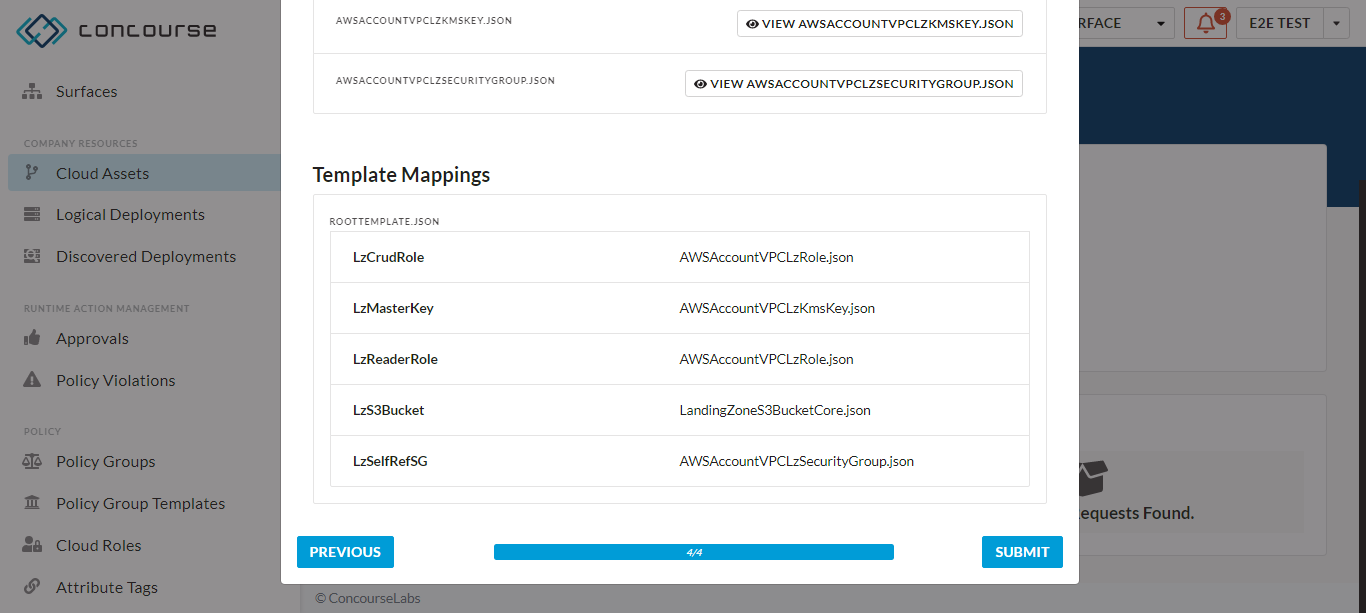 concourse
RFACE
3
E2E TEST
Surfaces
COMPANY RESOURCES
Cloud Assets
Logical Deployments
Discovered Deployments
RUNTIME ACTION MANAGEMENT
Approvals
Policy Violations
POLICY
Policy Groups
Policy Group Templates
Cloud Roles
Attribute Tags
AWSACCOUNTVPCLZKMSKEY.JSON
VIEW AWSACCOUNTVPCLZKMSKEY.JSON
AWSACCOUNTVPCLZSECURITYGROUP.JSON
VIEW AWSACCOUNTVPCLZSECURITYGROUP.JSON
Template Mappings
ROOTTEMPLATE.JSON
LzCrudRole AWSAccountVPCLzRole.json
LzMasterKey AWSAccountVPCLzKmsKey.json
LzReaderRole AWSAccountVPCLzRole.json
LzS3Bucket LandingZoneS3BucketCore.json
LzSelfRefSG AWSAccountVPCLzSecurityGroup.json
PREVIOUS 4/4 SUBMIT
equests Found.
© ConcourseLabs